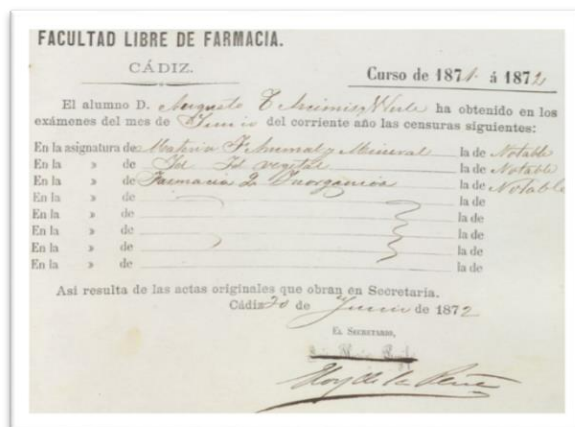 FACULTAD LIBRE DE FARMACIA.
CÁDIZ.
Curso de 1871 á 1872
El alumno D. Augusto T Arcimis y Werle ha obtenido en los
exámenes del mes de Junio del corriente año las censuras siguientes:
En la asignatura de Materia F. Animal y Mineral la de Notable
En la » de Id Id vegetal la de Notable
En la » de Farmacia Inorgánica la de Notable
En la » de la de
En la » de la de
En la » de la de
En la » de la de
En la » de la de
Asi resulta de las actas originales que obran en Secretaria.
Cádiz 20 de Junio de 1872
EL SECRETARIO,